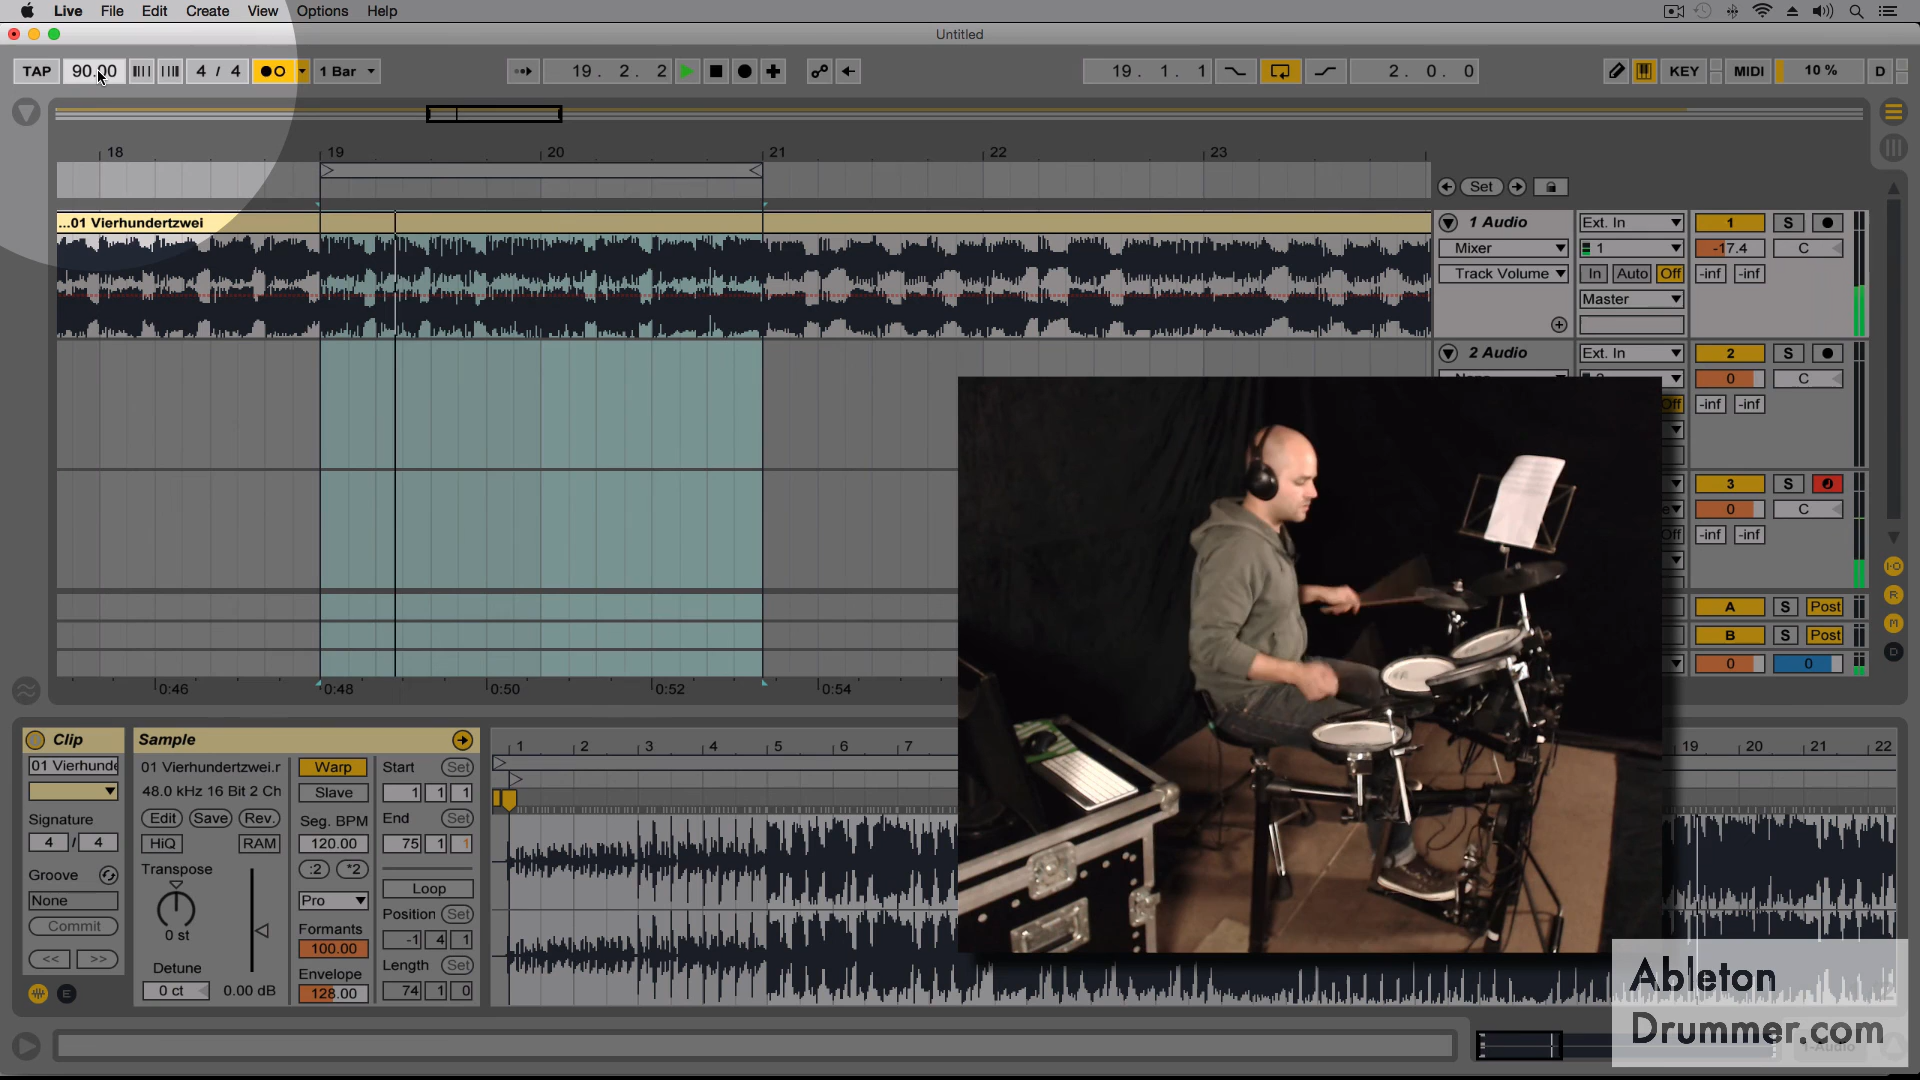 Live File Edit Create View Options Help
Untitled
TAP 90.00 4 / 4 1 Bar 19. 2. 2 19. 1. 1 2. 0. 0 KEY MIDI 10 % D
18 19 20 21 22 23
Set
...01 Vierhundertzwei
1 Audio Ext. In 1 S
Mixer 1 -17.4 C
Track Volume In Auto Off -inf -inf
Master
2 Audio Ext. In 2 S
0 C
Off -inf -inf
3 S
0 C
Off -inf -inf
I-O
R
A S Post
M
B S Post
D
0 0
0:46 0:48 0:50 0:52 0:54
Clip
01 Vierhunde
Signature
4 / 4
Groove
None
Commit
<< >>
E
Sample
01 Vierhundertzwei.r
48.0 kHz 16 Bit 2 Ch
Edit Save Rev.
HiQ RAM
Transpose
0 st
Detune
0 ct 0.00 dB
Warp
Slave
Seg. BPM
120.00
:2 *2
Pro
Formants
100.00
Envelope
128.00
Start Set
1 1 1
End Set
75 1 1
Loop
Position Set
-1 4 1
Length Set
74 1 0
1 2 3 4 5 6 7 19 20 21 22
Ableton
Drummer.com
1-Audio